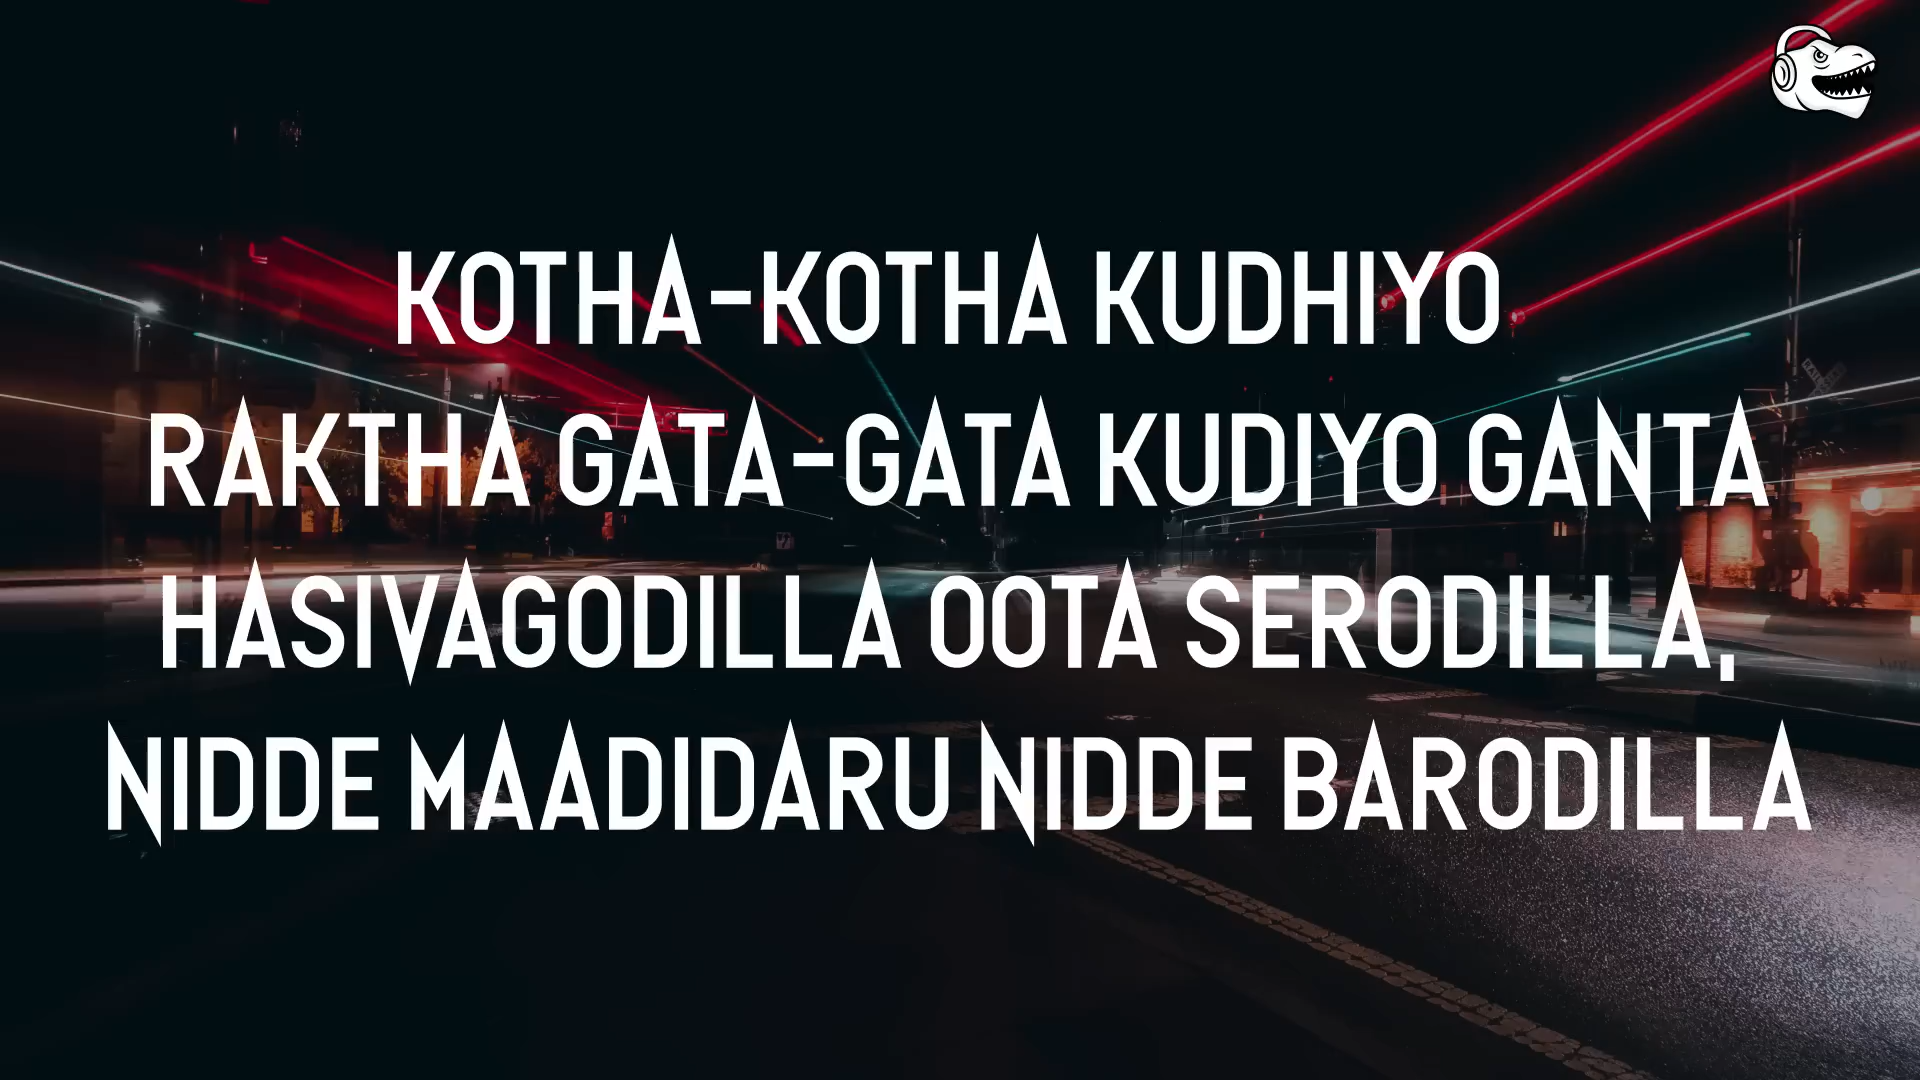 KOTHA-KOTHA KUDHIYO
RAKTHA GATA-GATA KUDIYO GANTA
HASIVAGODILLA OOTA SERODILLA,
NIDDE MAADIDARU NIDDE BARODILLA